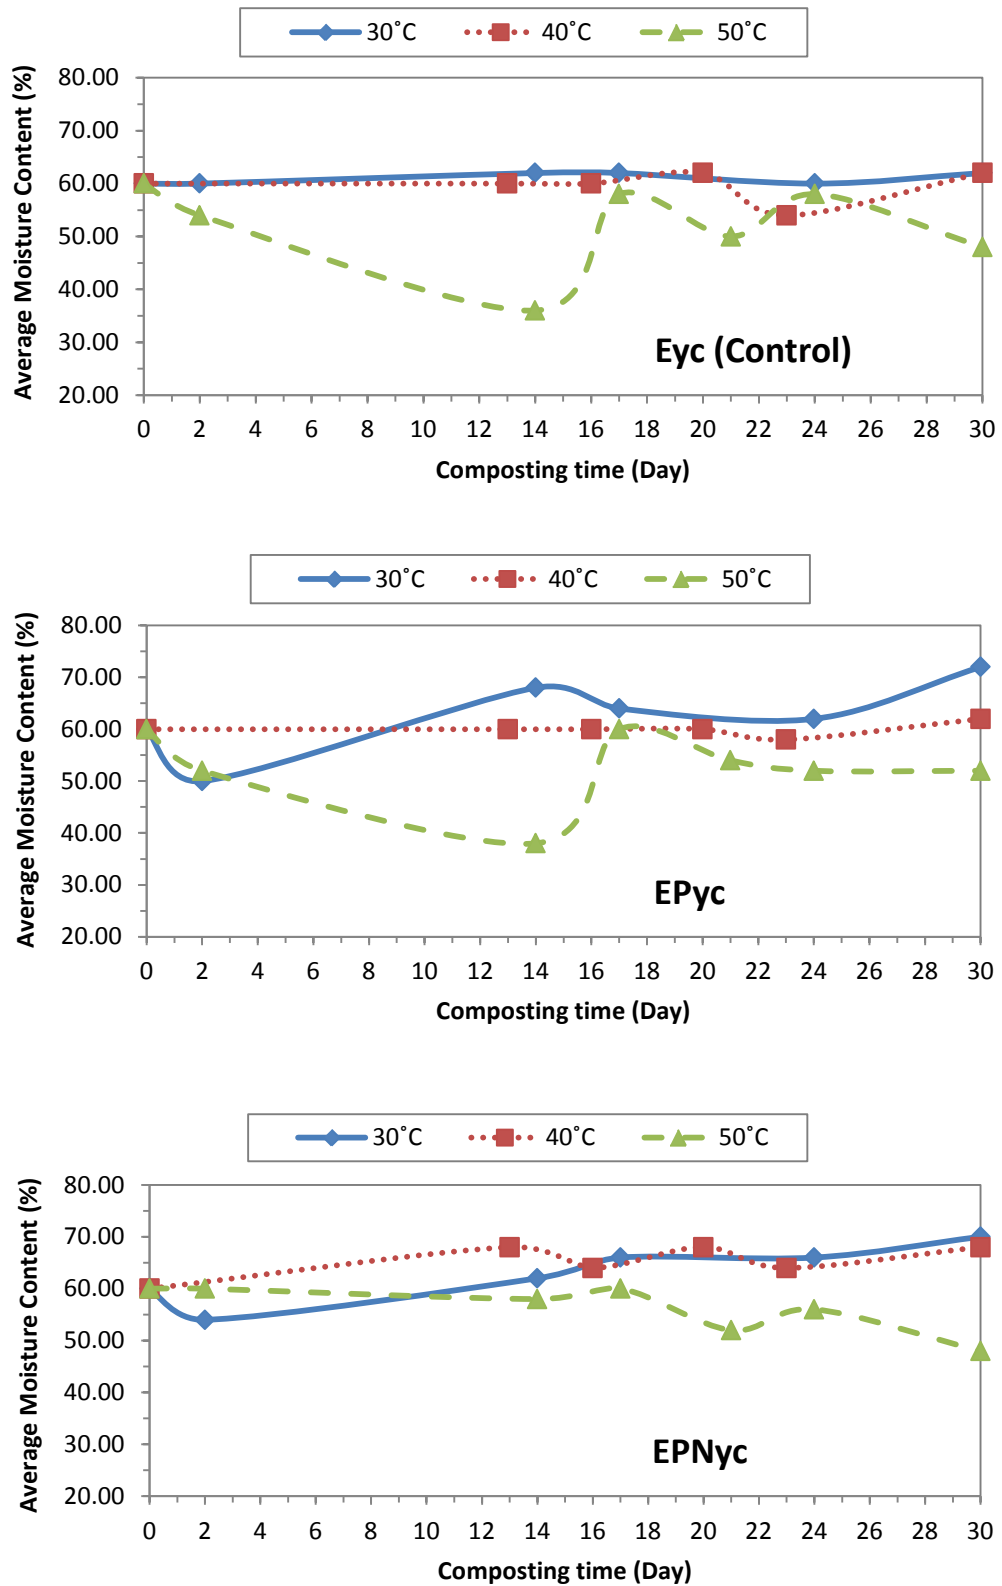 30˚C 40˚C 50˚C
80.00
70.00
60.00
50.00
40.00
30.00
20.00
Average Moisture Content (%)
Eyc (Control)
0 2 4 6 8 10 12 14 16 18 20 22 24 26 28 30
Composting time (Day)
30˚C 40˚C 50˚C
80.00
70.00
60.00
50.00
40.00
30.00
20.00
Average Moisture Content (%)
EPyc
0 2 4 6 8 10 12 14 16 18 20 22 24 26 28 30
Composting time (Day)
30˚C 40˚C 50˚C
80.00
70.00
60.00
50.00
40.00
30.00
20.00
Average Moisture Content (%)
EPNyc
0 2 4 6 8 10 12 14 16 18 20 22 24 26 28 30
Composting time (Day)